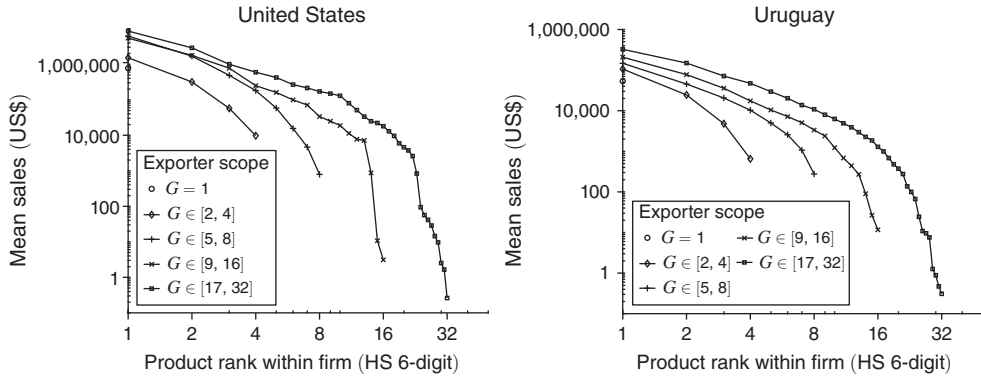 United States
Mean sales (US$)
1,000,000
10,000
100
1
Exporter scope
G = 1
G ∈ [2, 4]
G ∈ [5, 8]
G ∈ [9, 16]
G ∈ [17, 32]
1 2 4 8 16 32
Product rank within firm (HS 6-digit)
Uruguay
Mean sales (US$)
1,000,000
10,000
100
1
Exporter scope
G = 1
G ∈ [2, 4]
G ∈ [5, 8]
G ∈ [9, 16]
G ∈ [17, 32]
1 2 4 8 16 32
Product rank within firm (HS 6-digit)